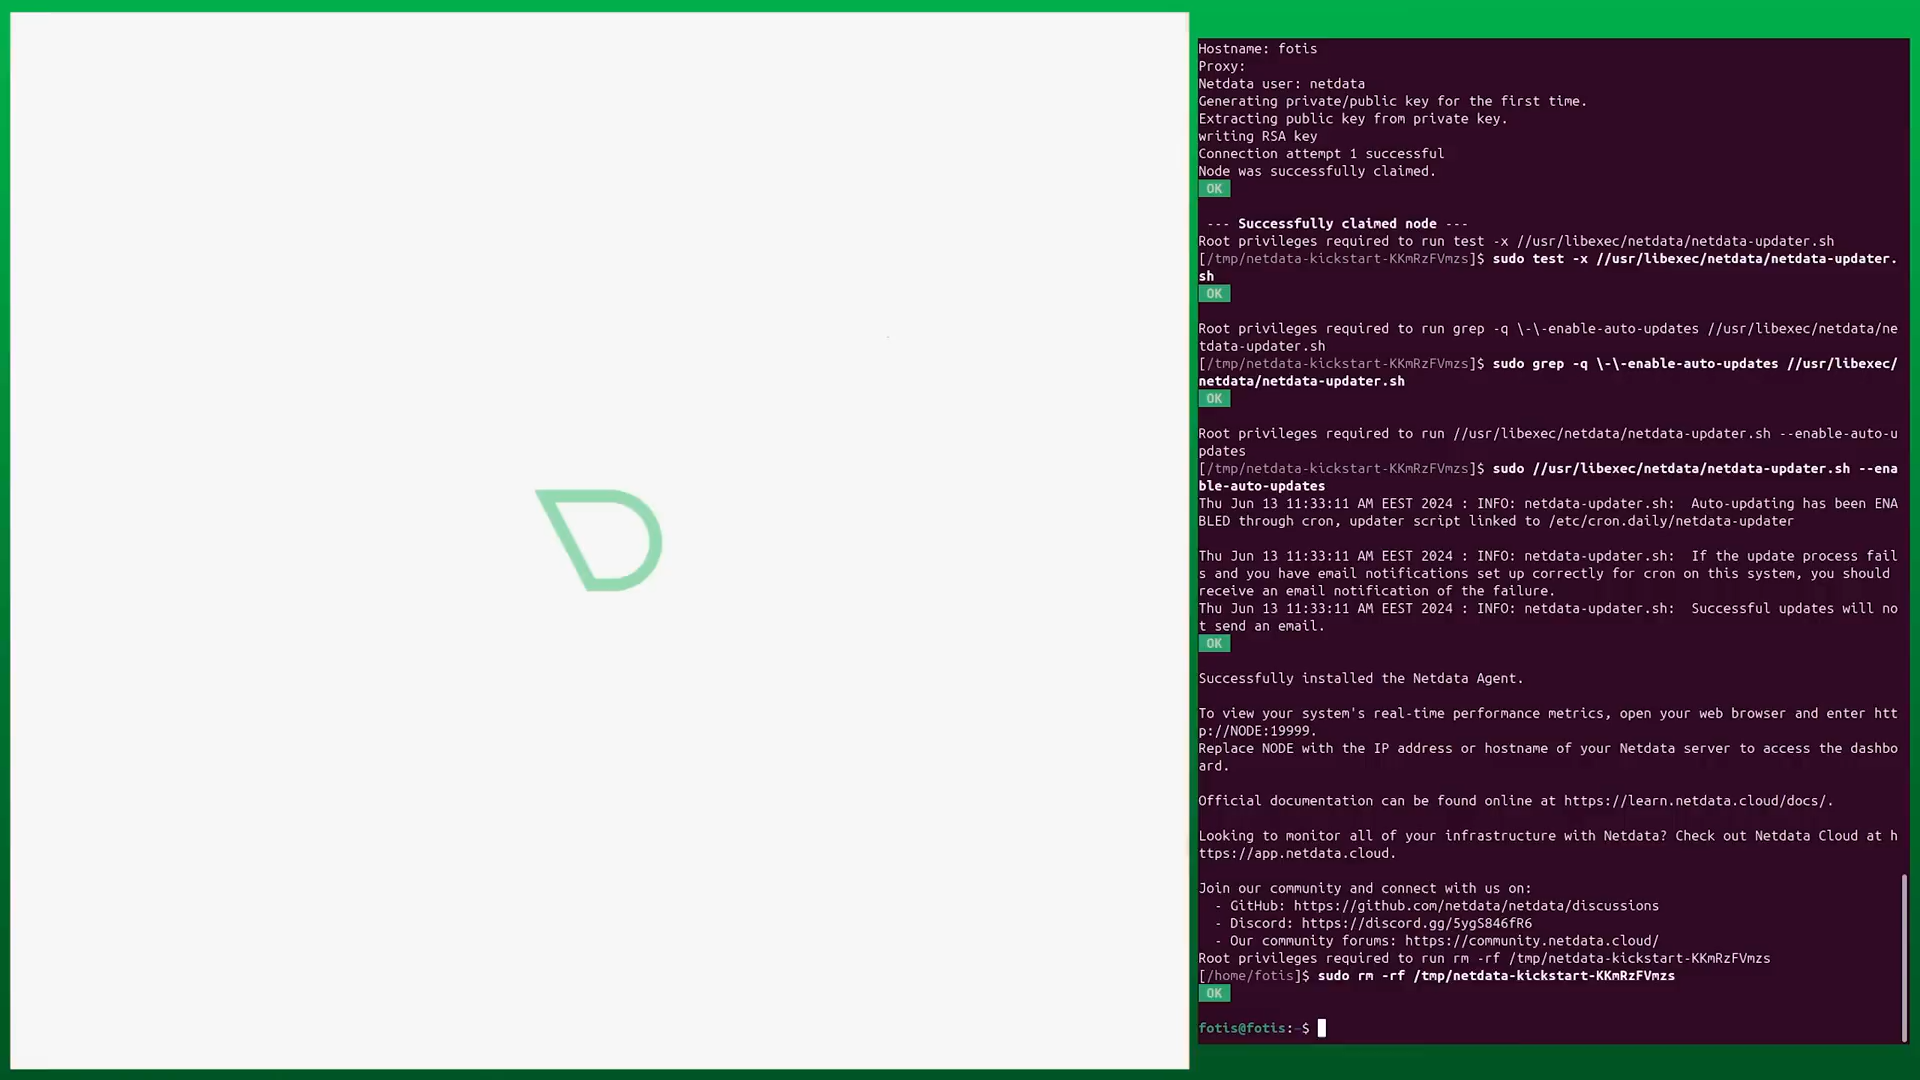 Hostname: fotis
Proxy:
Netdata user: netdata
Generating private/public key for the first time.
Extracting public key from private key.
writing RSA key
Connection attempt 1 successful
Node was successfully claimed.
OK
--- Successfully claimed node ---
Root privileges required to run test -x //usr/libexec/netdata/netdata-updater.sh
[/tmp/netdata-kickstart-KKmRzFVmzs]$ sudo test -x //usr/libexec/netdata/netdata-updater.
sh
OK
Root privileges required to run grep -q \-\-enable-auto-updates //usr/libexec/netdata/ne
tdata-updater.sh
[/tmp/netdata-kickstart-KKmRzFVmzs]$ sudo grep -q \-\-enable-auto-updates //usr/libexec/
netdata/netdata-updater.sh
OK
Root privileges required to run //usr/libexec/netdata/netdata-updater.sh --enable-auto-u
pdates
[/tmp/netdata-kickstart-KKmRzFVmzs]$ sudo //usr/libexec/netdata/netdata-updater.sh --ena
ble-auto-updates
Thu Jun 13 11:33:11 AM EEST 2024 : INFO: netdata-updater.sh:  Auto-updating has been ENA
BLED through cron, updater script linked to /etc/cron.daily/netdata-updater
Thu Jun 13 11:33:11 AM EEST 2024 : INFO: netdata-updater.sh:  If the update process fail
s and you have email notifications set up correctly for cron on this system, you should
receive an email notification of the failure.
Thu Jun 13 11:33:11 AM EEST 2024 : INFO: netdata-updater.sh:  Successful updates will no
t send an email.
OK
Successfully installed the Netdata Agent.
To view your system's real-time performance metrics, open your web browser and enter htt
p://NODE:19999.
Replace NODE with the IP address or hostname of your Netdata server to access the dashbo
ard.
Official documentation can be found online at https://learn.netdata.cloud/docs/.
Looking to monitor all of your infrastructure with Netdata? Check out Netdata Cloud at h
ttps://app.netdata.cloud.
Join our community and connect with us on:
- GitHub: https://github.com/netdata/netdata/discussions
- Discord: https://discord.gg/5ygS846fR6
- Our community forums: https://community.netdata.cloud/
Root privileges required to run rm -rf /tmp/netdata-kickstart-KKmRzFVmzs
[/home/fotis]$ sudo rm -rf /tmp/netdata-kickstart-KKmRzFVmzs
OK
fotis@fotis:~$